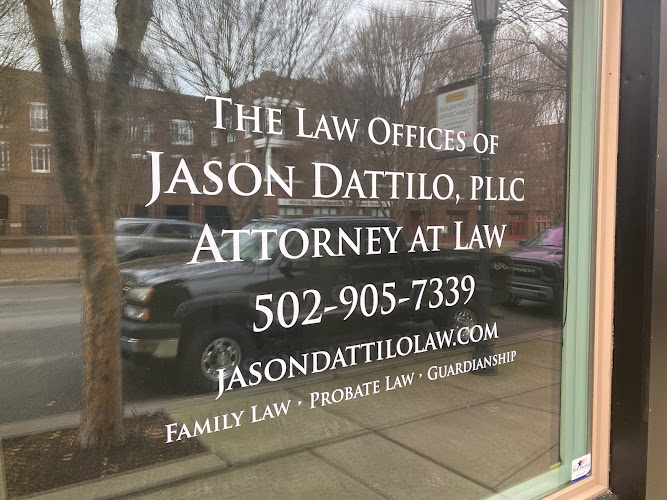 The Law Offices of
Jason Dattilo, PLLC
Attorney at Law
502-905-7339
jasondattilolaw.com
Family Law · Probate Law · Guardianship